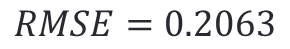 RMSE = 0.2063